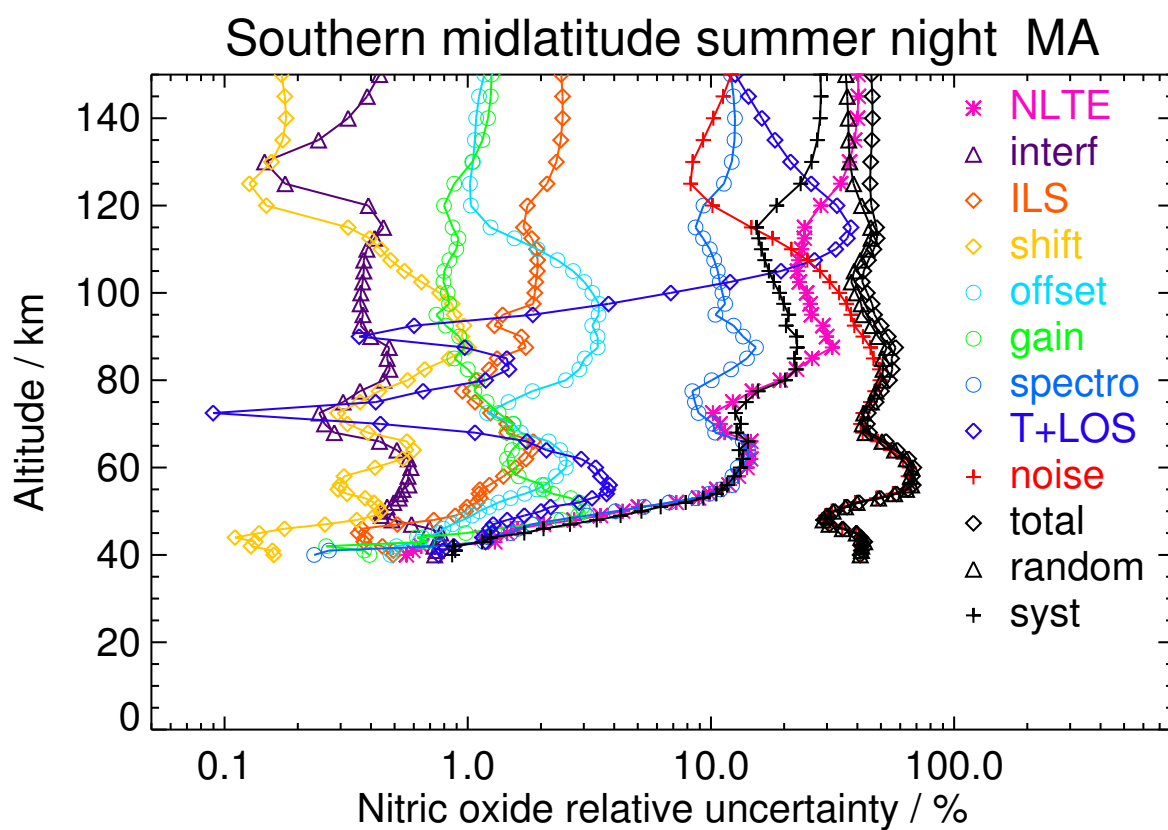 Southern midlatitude summer night MA
Altitude / km
140
120
100
80
60
40
20
0
NLTE
interf
ILS
shift
offset
gain
spectro
T+LOS
noise
total
random
syst
0.1 1.0 10.0 100.0
Nitric oxide relative uncertainty / %